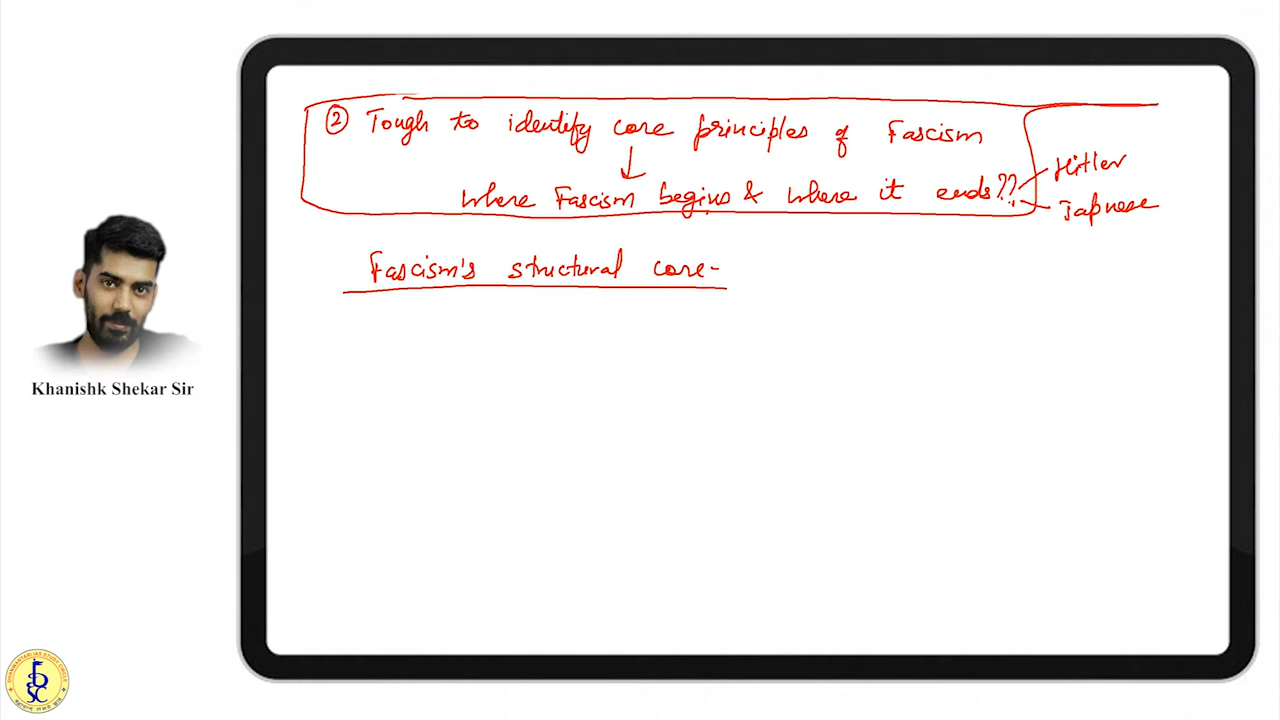 ② Tough to identify core principles of Fascism
↓
Where Fascism begins & where it ends??
Hitler
Japnese
Fascism's structural core-
Khanishk Shekar Sir